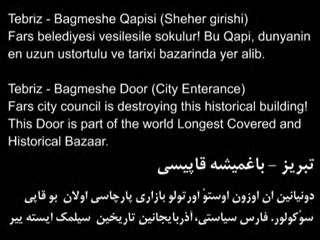 Tebriz - Bagmeshe Qapisi (Sheher girishi)
Fars belediyesi vesilesile sokulur! Bu Qapi, dunyanin
en uzun ustortulu ve tarixi bazarinda yer alib.
Tebriz - Bagmeshe Door (City Enterance)
Fars city council is destroying this historical building!
This Door is part of the world Longest Covered and
Historical Bazaar.
تبریز – باغمیشه قاپیسی
دونیانین ان اوزون اوستوْ اورتولو بازاری پارچاسی اولان بو قاپی
سوْکولور. فارس سیاستی، آذربایجانین تاریخین سیلمک ایسته ییر